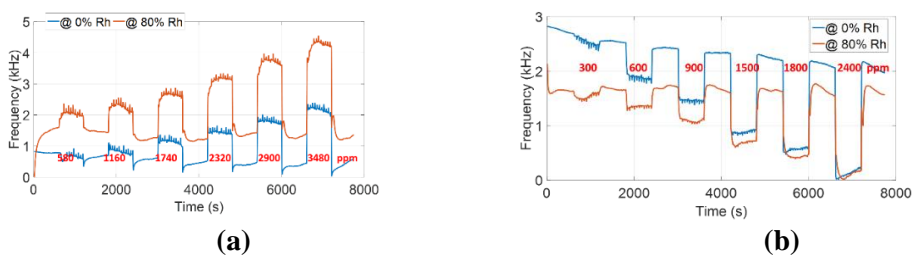 @ 0% Rh @ 80% Rh
5
4
3
2
1
0
Frequency (kHz)
580 1160 1740 2320 2900 3480 ppm
0 2000 4000 6000 8000
Time (s)
(a)
@ 0% Rh
@ 80% Rh
3
2
1
0
Frequency (kHz)
300 600 900 1500 1800 2400 ppm
0 2000 4000 6000 8000
Time (s)
(b)